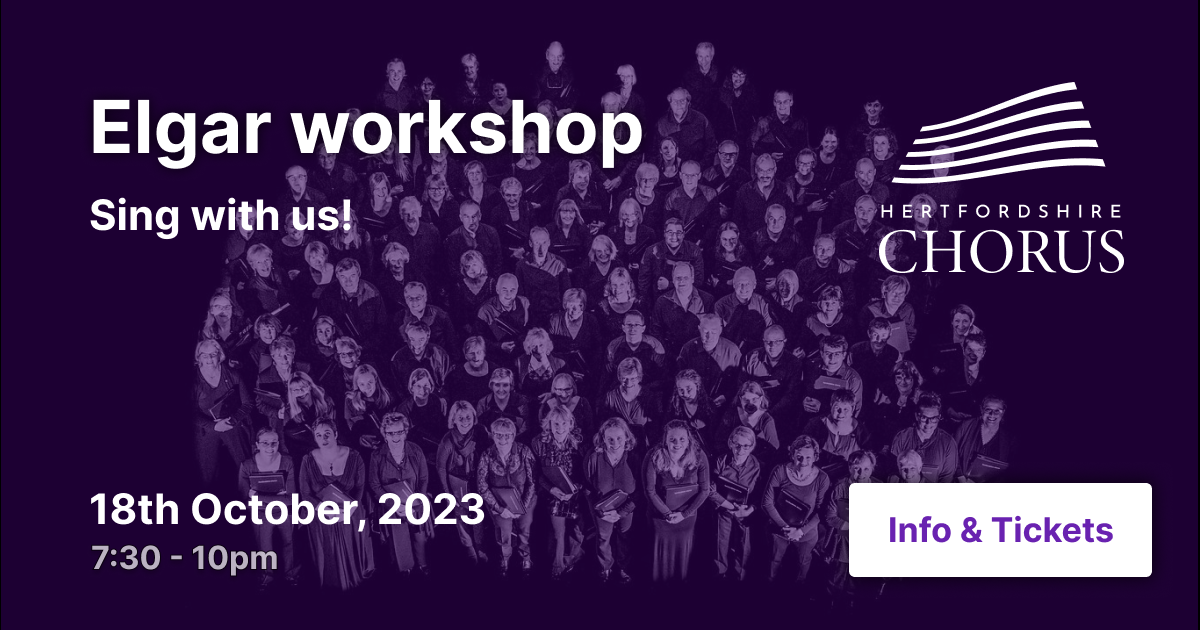 Elgar workshop
Sing with us!
HERTFORDSHIRE
CHORUS
18th October, 2023
7:30 - 10pm
Info & Tickets